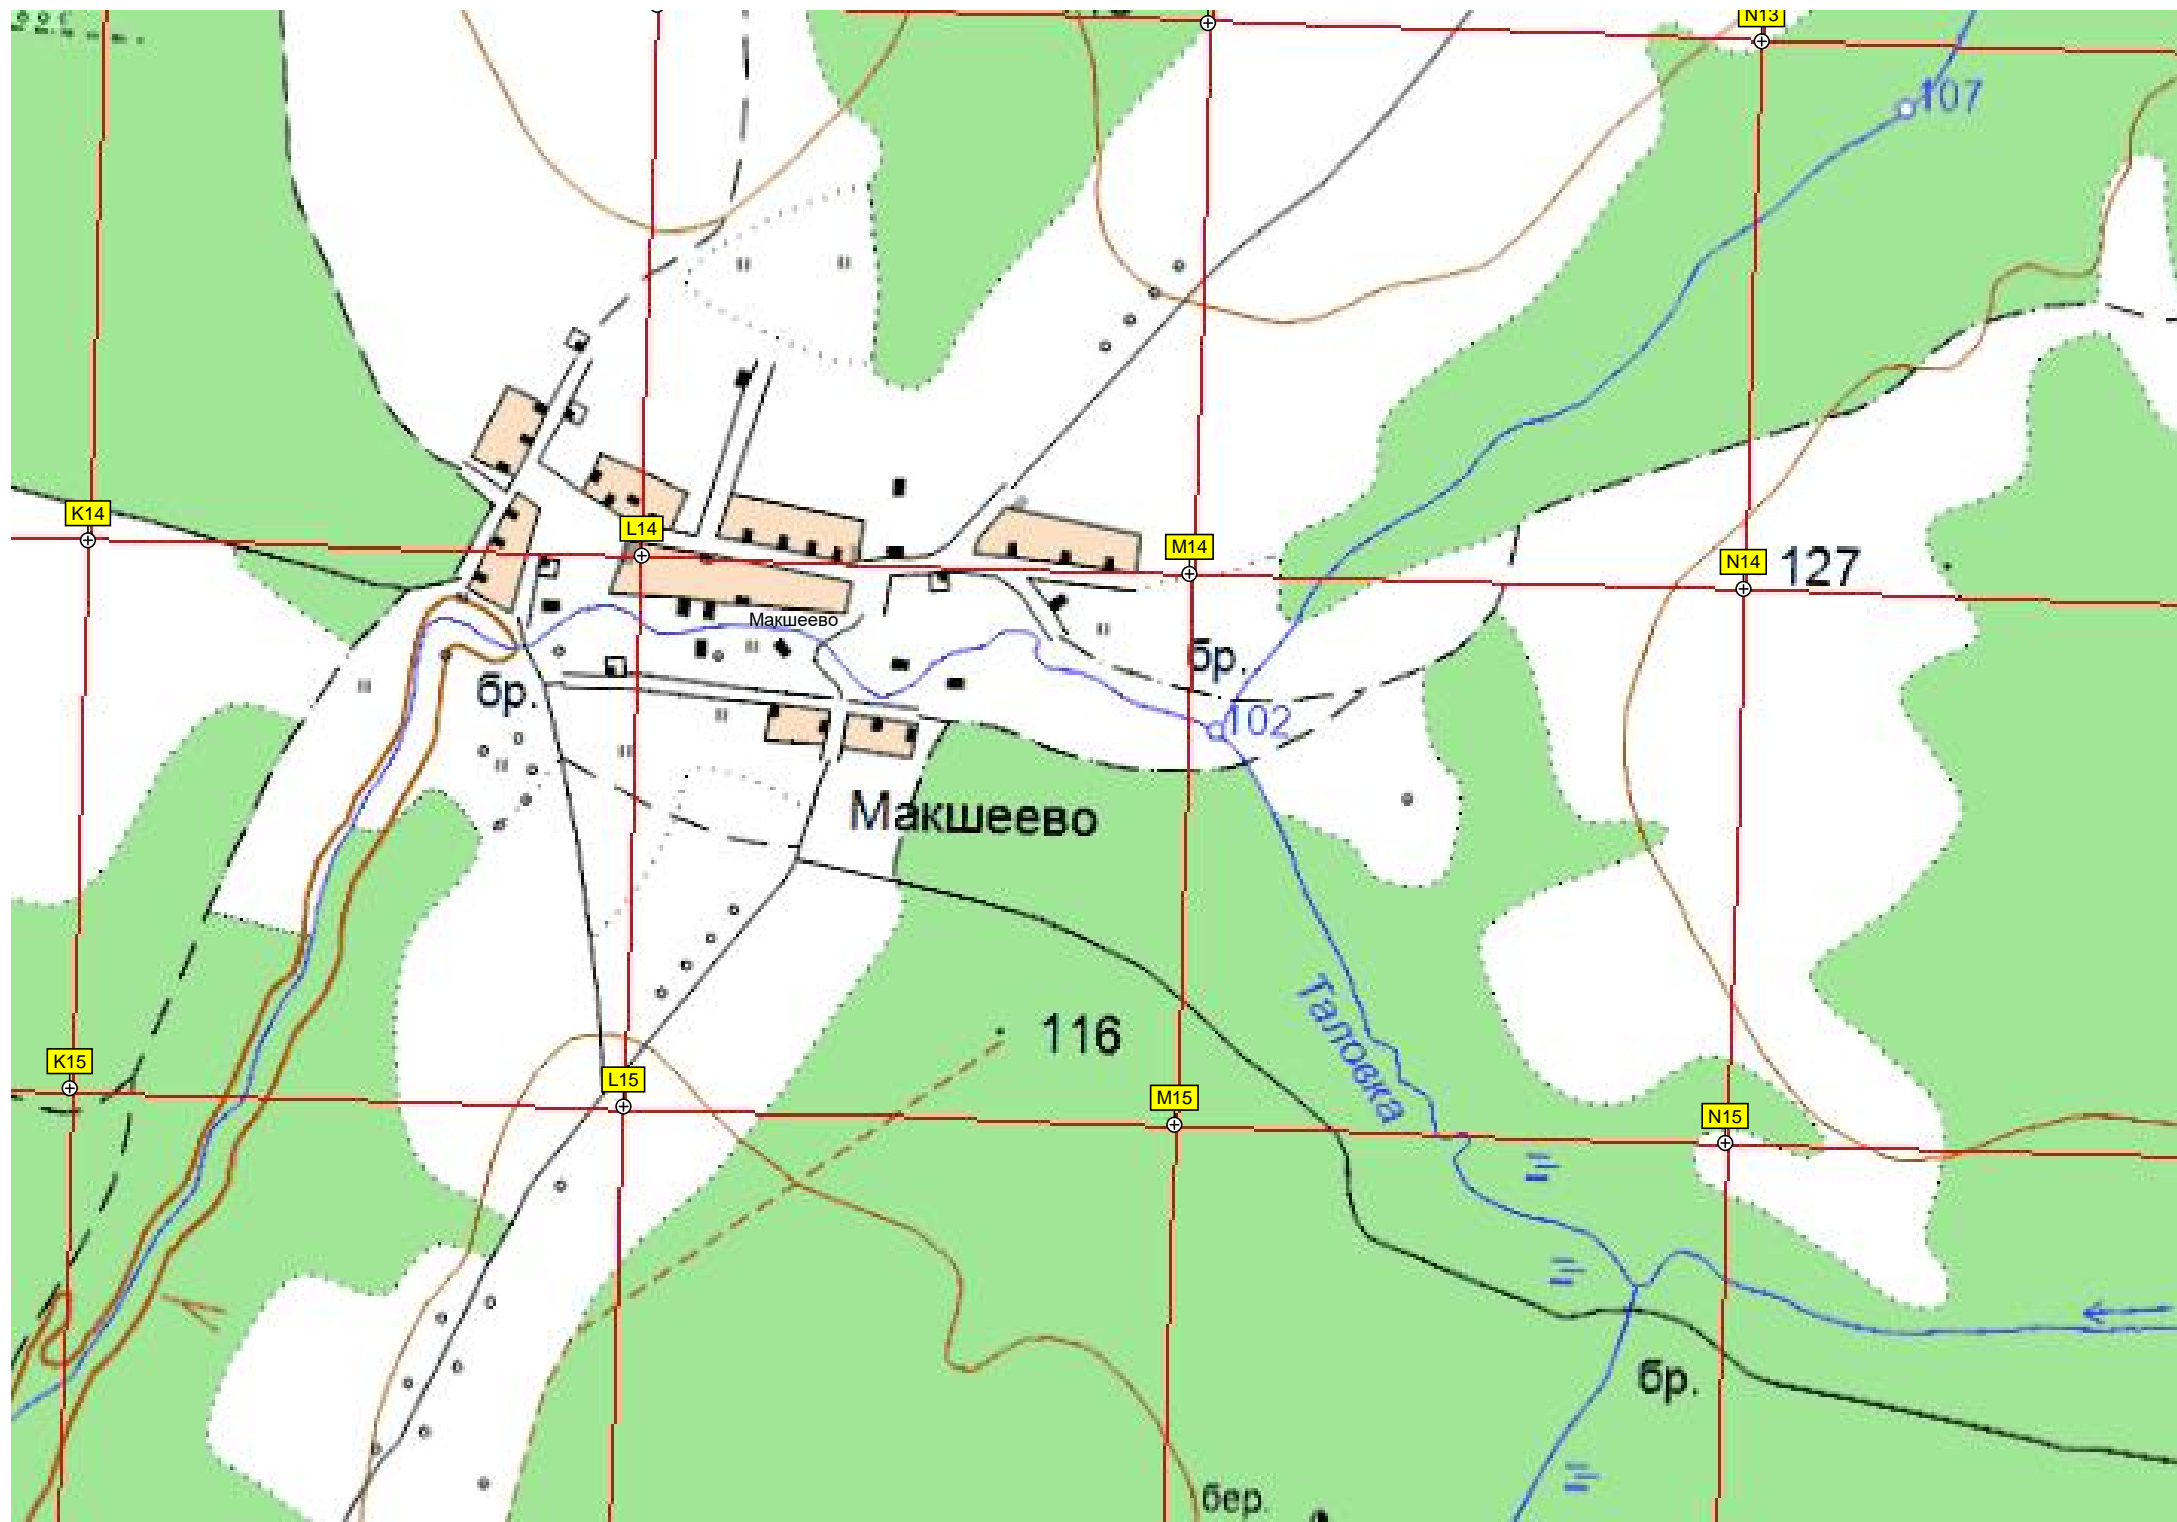 N13
107
K14
L14
M14
N14
127
Макшеево
бр.
бр.
102
Макшеево
116
Таловка
K15
L15
M15
N15
бр.
бер.